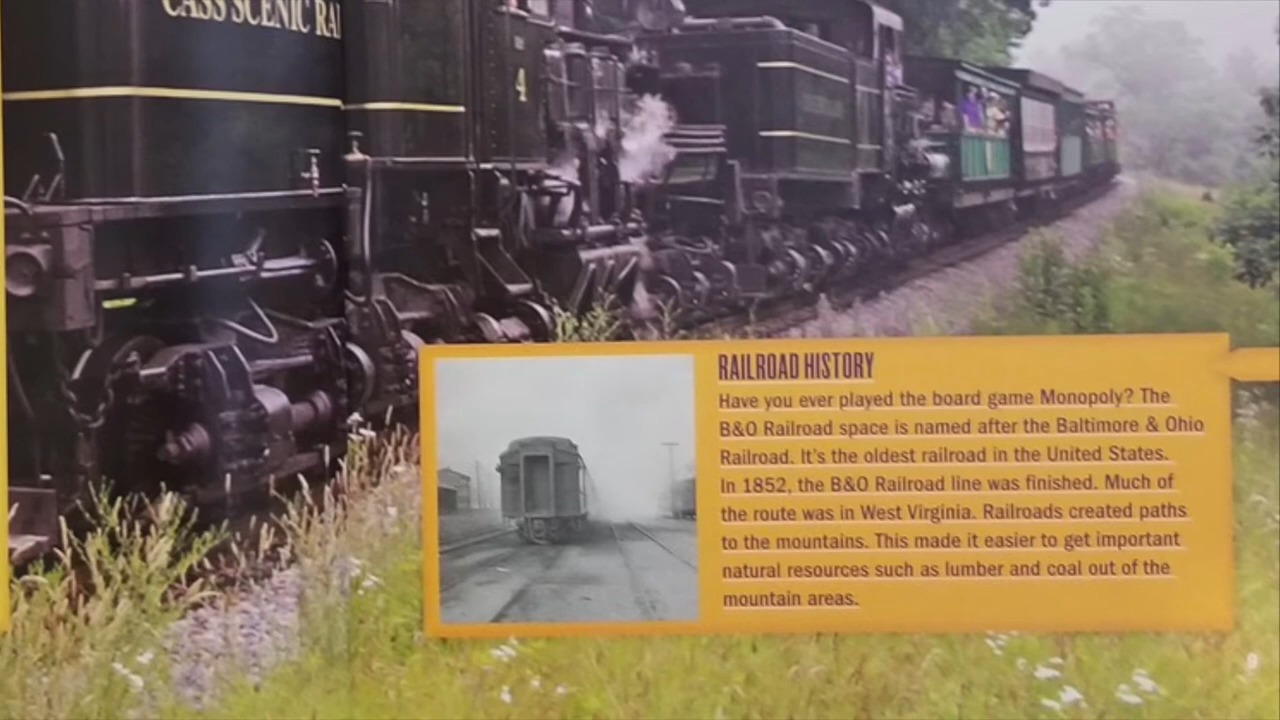 CASS SCENIC RAI
4
RAILROAD HISTORY
Have you ever played the board game Monopoly? The
B&O Railroad space is named after the Baltimore & Ohio
Railroad. It's the oldest railroad in the United States.
In 1852, the B&O Railroad line was finished. Much of
the route was in West Virginia. Railroads created paths
to the mountains. This made it easier to get important
natural resources such as lumber and coal out of the
mountain areas.